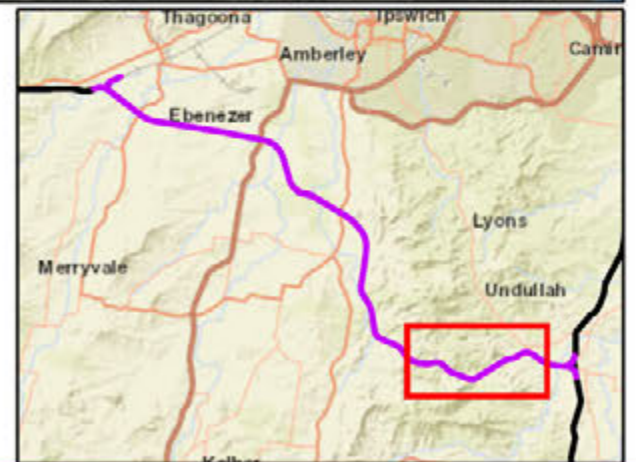 Thagoona
Ipswich
Amberley
Ebenezer
Lyons
Merryvale
Undullah